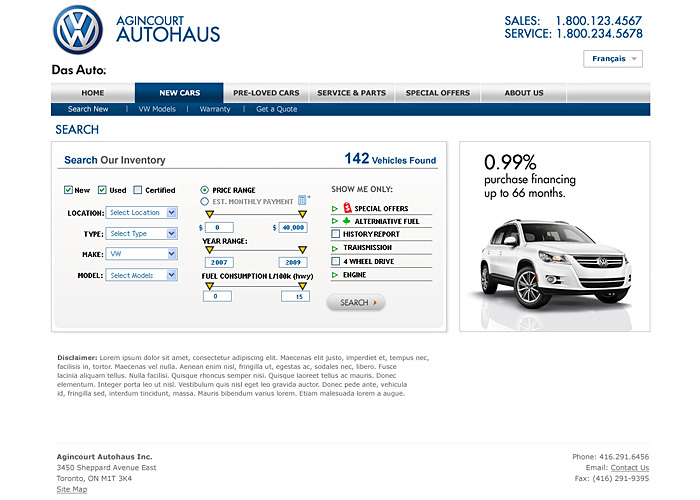 AGINCOURT
AUTOHAUS
SALES: 1.800.123.4567
SERVICE: 1.800.234.5678
Français
Das Auto.
HOME NEW CARS PRE-LOVED CARS SERVICE & PARTS SPECIAL OFFERS ABOUT US
Search New | VW Models | Warranty | Get a Quote
SEARCH
Search Our Inventory 142 Vehicles Found
New Used Certified
LOCATION: Select Location
TYPE: Select Type
MAKE: VW
MODEL: Select Models
PRICE RANGE
EST. MONTHLY PAYMENT
$ 0 $ 40,000
YEAR RANGE:
2007 2009
FUEL CONSUMPTION L/100k (hwy)
0 15
SHOW ME ONLY:
SPECIAL OFFERS
ALTERNATIVE FUEL
HISTORY REPORT
TRANSMISSION
4 WHEEL DRIVE
ENGINE
SEARCH
0.99%
purchase financing
up to 66 months.
Disclaimer: Lorem ipsum dolor sit amet, consectetur adipiscing elit. Maecenas elit justo, imperdiet et, tempus nec,
facilisis in, tortor. Maecenas vel nulla. Aenean enim nisl, fringilla ut, egestas ac, sodales nec, libero. Fusce
lacinia aliquam tellus. Nulla facilisi. Quisque rhoncus semper nisi. Quisque laoreet tellus ac mauris. Donec
elementum. Integer porta leo ut nisl. Vestibulum quis nisl eget leo gravida auctor. Donec pede ante, vehicula
id, fringilla sed, interdum tincidunt, massa. Mauris bibendum varius lorem. Etiam malesuada lorem a augue.
Agincourt Autohaus Inc.
3450 Sheppard Avenue East
Toronto, ON M1T 3K4
Site Map
Phone: 416.291.6456
Email: Contact Us
Fax: (416) 291-9395